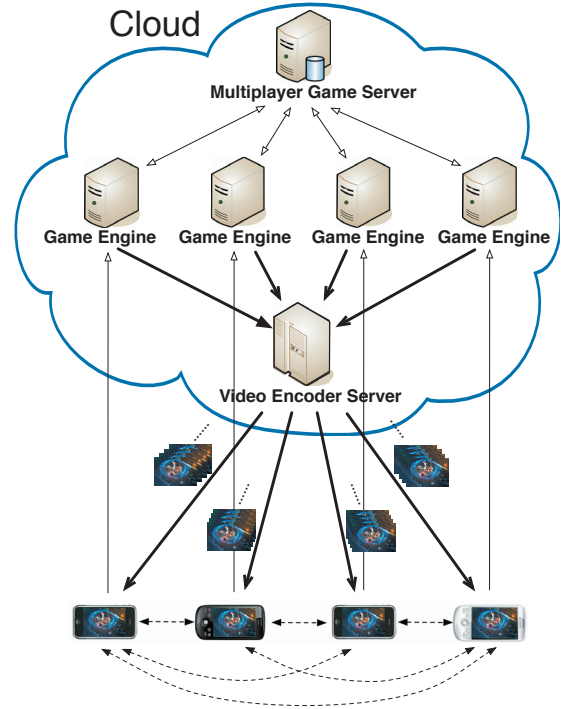 Cloud
Multiplayer Game Server
Game Engine Game Engine Game Engine Game Engine
Video Encoder Server